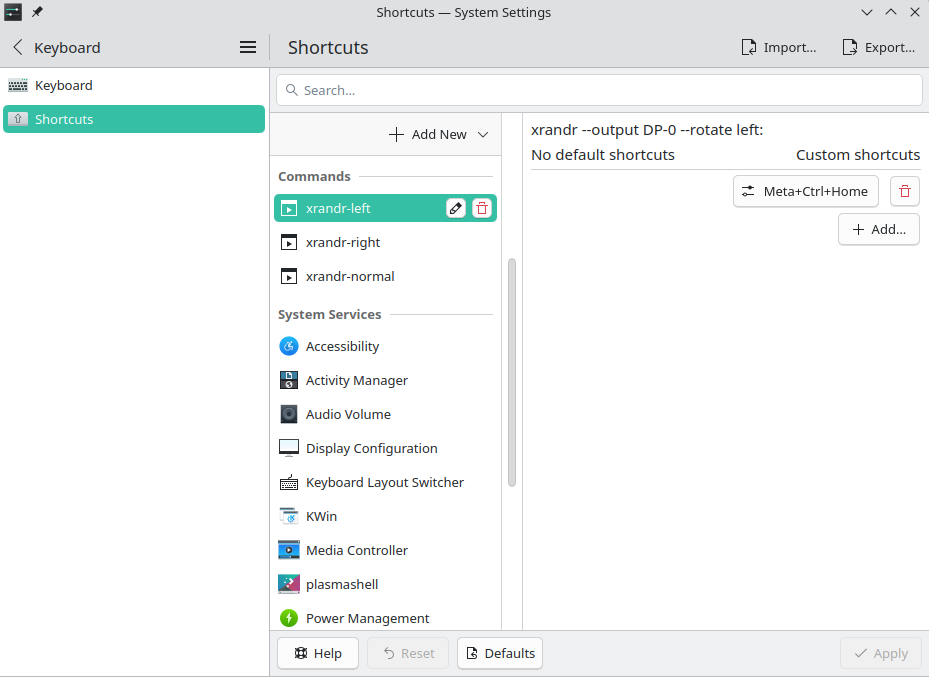 Shortcuts — System Settings
Keyboard
Shortcuts
Import...
Export...
Keyboard
Shortcuts
Search...
Add New
Commands
xrandr-left
xrandr-right
xrandr-normal
System Services
Accessibility
Activity Manager
Audio Volume
Display Configuration
Keyboard Layout Switcher
KWin
Media Controller
plasmashell
Power Management
xrandr --output DP-0 --rotate left:
No default shortcuts
Custom shortcuts
Meta+Ctrl+Home
Add...
Help
Reset
Defaults
Apply